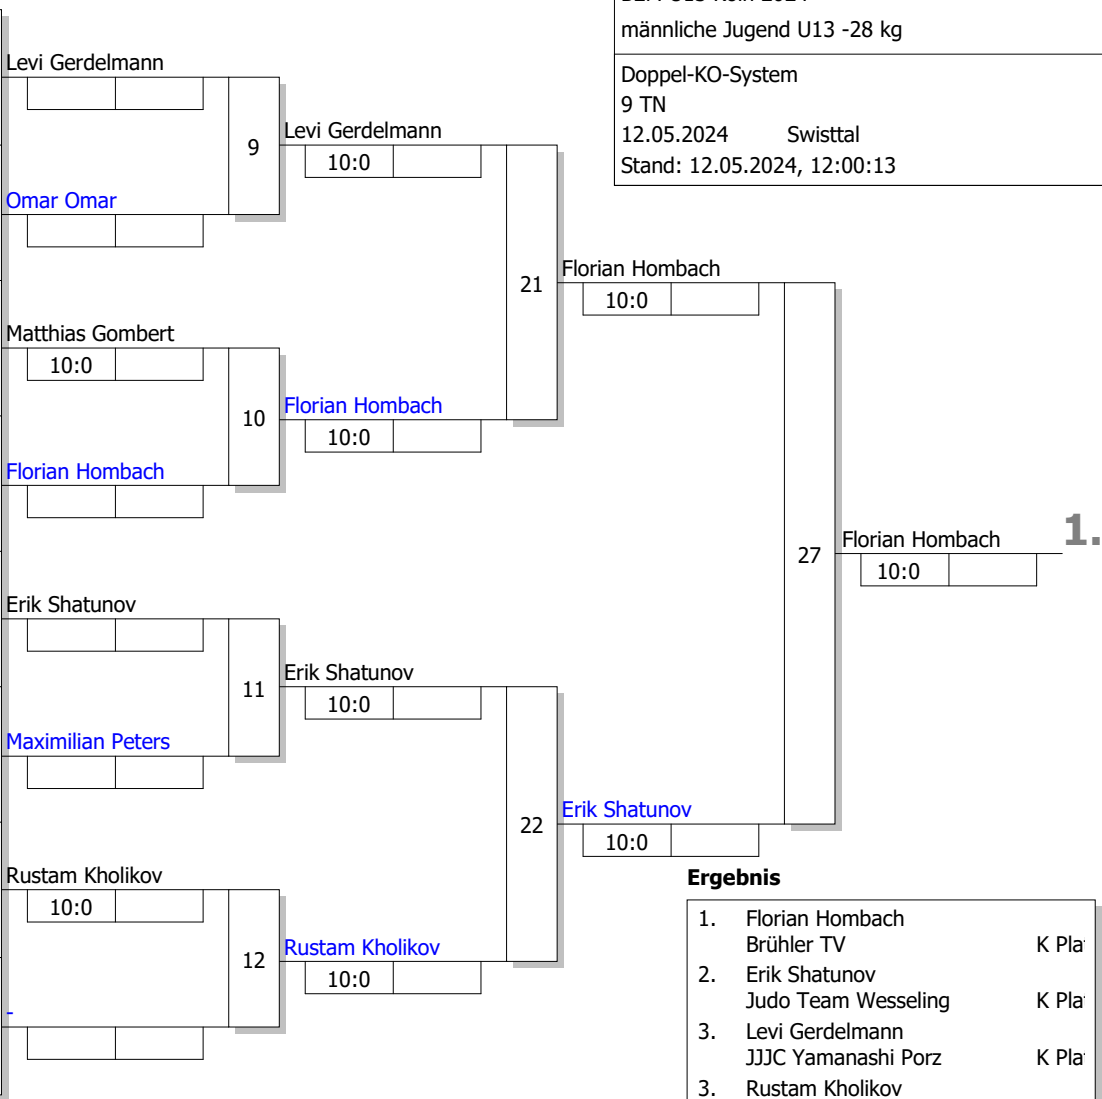 männliche Jugend U13 -28 kg
Doppel-KO-System
9 TN
12.05.2024 Swisttal
Stand: 12.05.2024, 12:00:13
Levi Gerdelmann
9
Omar Omar
Levi Gerdelmann
10:0
Matthias Gombert
10:0
10
Florian Hombach
Florian Hombach
10:0
21
Florian Hombach
10:0
Erik Shatunov
11
Maximilian Peters
Erik Shatunov
10:0
Rustam Kholikov
10:0
12
-
Rustam Kholikov
10:0
22
Erik Shatunov
10:0
27
Florian Hombach
10:0
1.
Ergebnis
1. Florian Hombach
Brühler TV K
2. Erik Shatunov
Judo Team Wesseling K
3. Levi Gerdelmann
JJJC Yamanashi Porz K
3. Rustam Kholikov